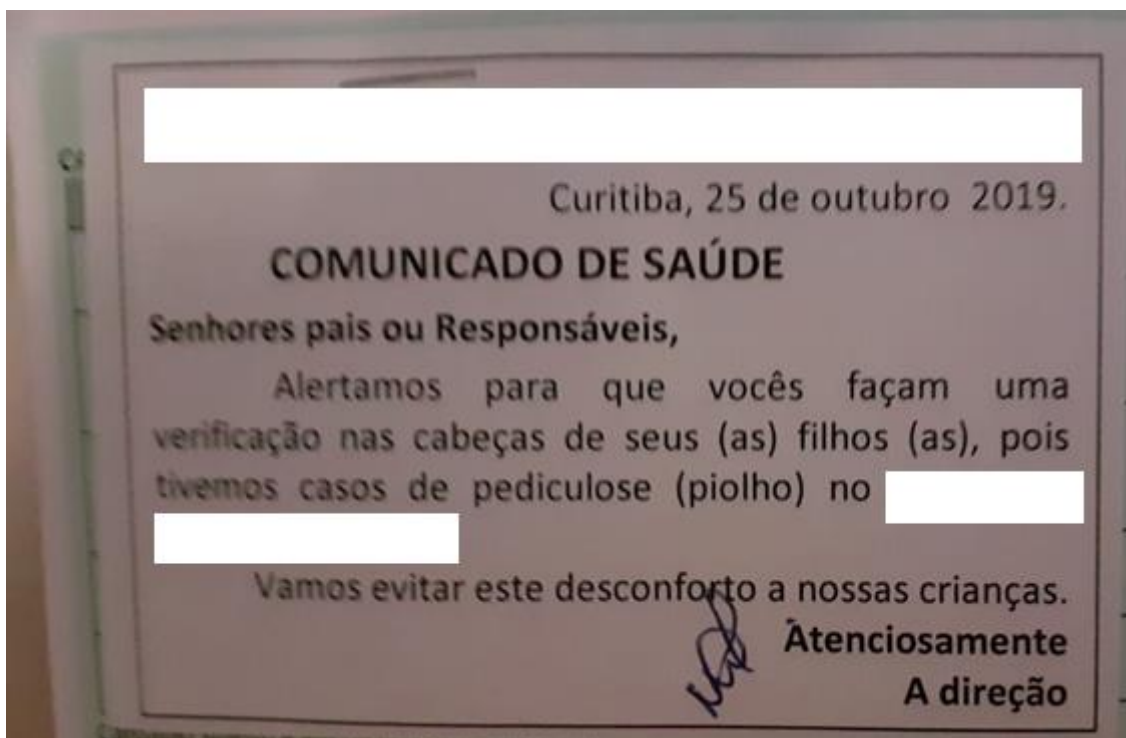 Curitiba, 25 de outubro 2019.
COMUNICADO DE SAÚDE
Senhores pais ou Responsáveis,
Alertamos para que vocês façam uma
verificação nas cabeças de seus (as) filhos (as), pois
tivemos casos de pediculose (piolho) no
Vamos evitar este desconforto a nossas crianças.
Atenciosamente
A direção